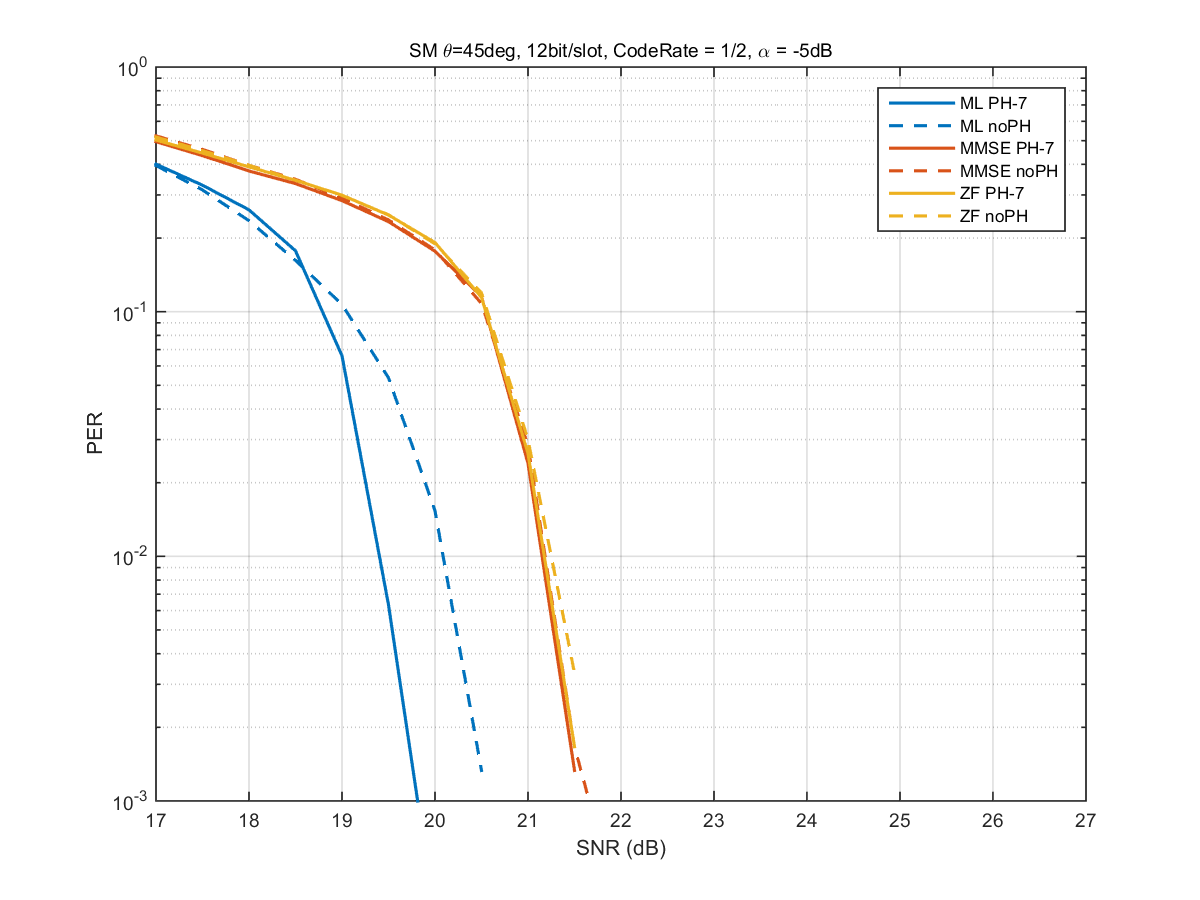 SM θ=45deg, 12bit/slot, CodeRate = 1/2, α = -5dB
10^0
10^-1
10^-2
10^-3
PER
17 18 19 20 21 22 23 24 25 26 27
SNR (dB)
ML PH-7
ML noPH
MMSE PH-7
MMSE noPH
ZF PH-7
ZF noPH